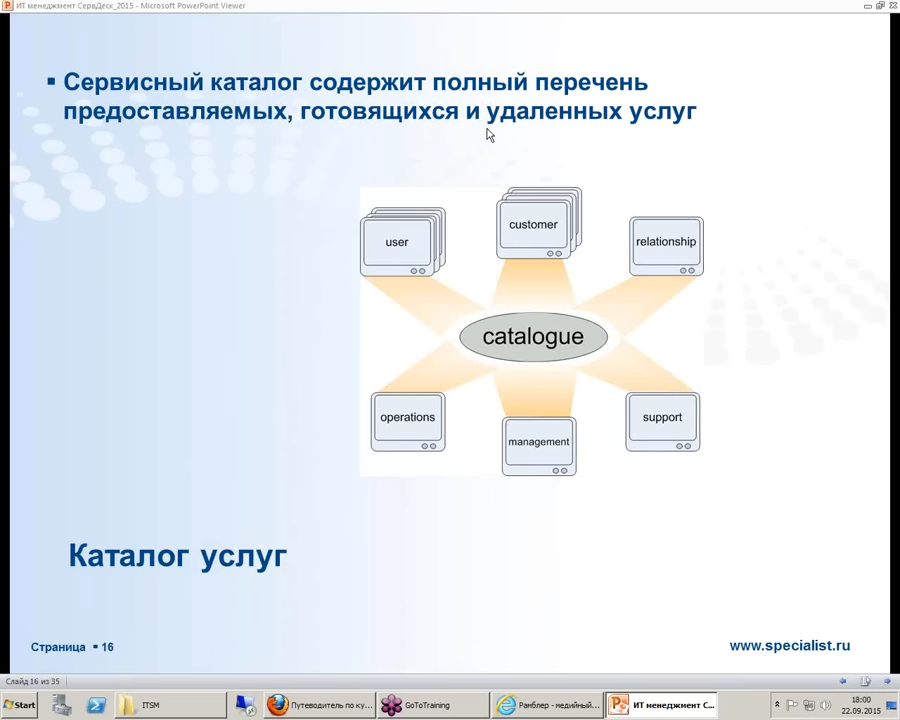 ИТ менеджмент СервДеск_2015 - Microsoft PowerPoint Viewer
Сервисный каталог содержит полный перечень
предоставляемых, готовящихся и удаленных услуг
user
customer
relationship
catalogue
operations
management
support
Каталог услуг
Страница ▪ 16
www.specialist.ru
Слайд 16 из 35
Start
ITSM
Путеводитель по ку...
GoToTraining
Рамблер - медийный...
ИТ менеджмент С...
18:00
22.09.2015